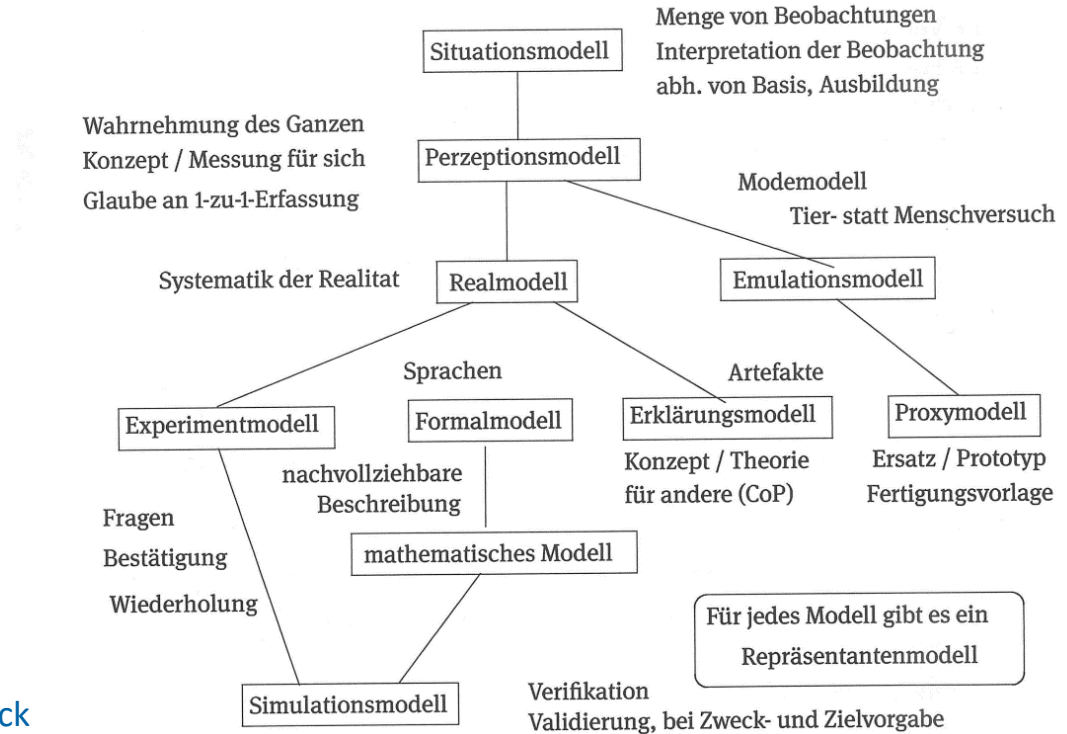 Situationsmodell
Menge von Beobachtungen
Interpretation der Beobachtung
abh. von Basis, Ausbildung
Wahrnehmung des Ganzen
Konzept / Messung für sich
Glaube an 1-zu-1-Erfassung
Perzeptionsmodell
Modemodell
Tier- statt Menschversuch
Systematik der Realitat
Realmodell
Emulationsmodell
Sprachen
Artefakte
Experimentmodell
Formalmodell
Erklärungsmodell
Proxymodell
nachvollziehbare
Beschreibung
Konzept / Theorie
für andere (CoP)
Ersatz / Prototyp
Fertigungsvorlage
Fragen
Bestätigung
Wiederholung
mathematisches Modell
Für jedes Modell gibt es ein
Repräsentantenmodell
Simulationsmodell
Verifikation
Validierung, bei Zweck- und Zielvorgabe
ck